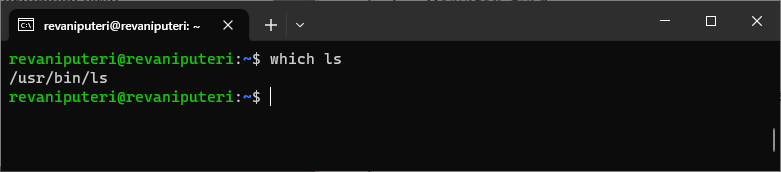 revaniputeri@revaniputeri: ~
revaniputeri@revaniputeri:~$ which ls
/usr/bin/ls
revaniputeri@revaniputeri:~$